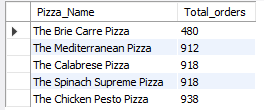 Pizza_Name Total_orders
The Brie Carre Pizza 480
The Mediterranean Pizza 912
The Calabrese Pizza 918
The Spinach Supreme Pizza 918
The Chicken Pesto Pizza 938